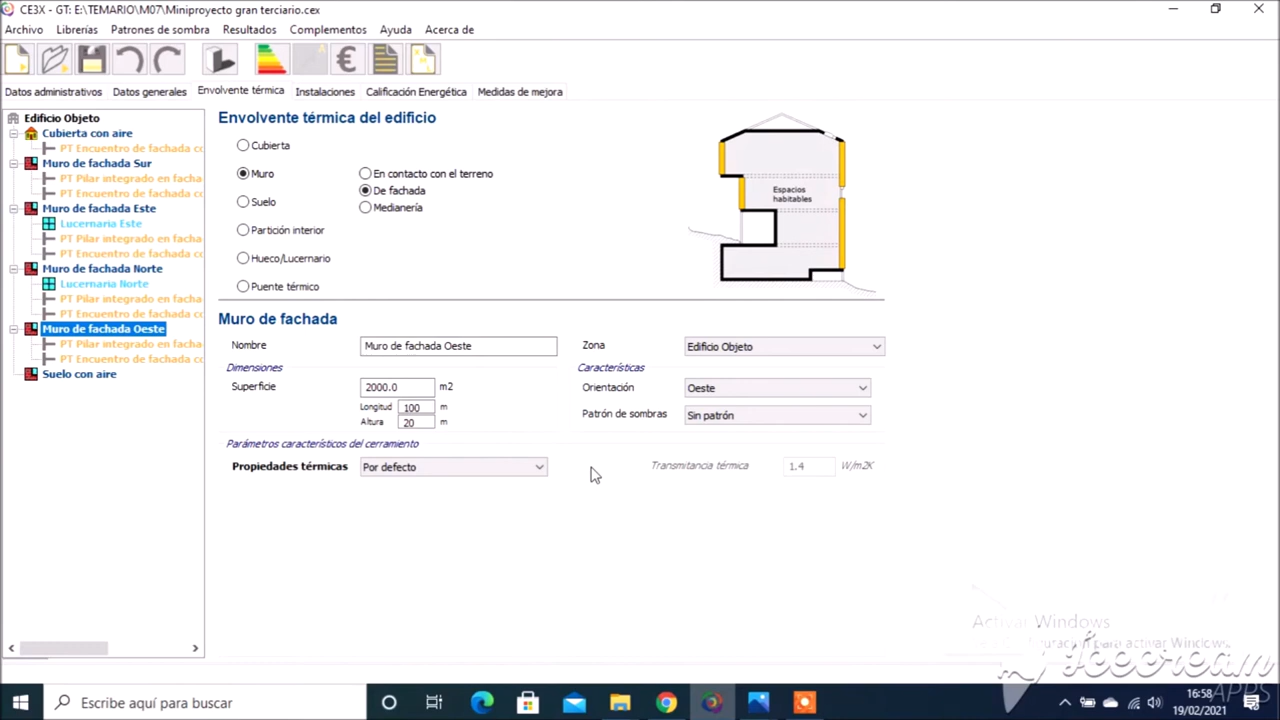 CE3X - GT: E:\TEMARIO\M07\Miniproyecto gran terciario.cex
Archivo Librerías Patrones de sombra Resultados Complementos Ayuda Acerca de
Datos administrativos Datos generales Envolvente térmica Instalaciones Calificación Energética Medidas de mejora
Edificio Objeto
Cubierta con aire
PT Encuentro de fachada co
Muro de fachada Sur
PT Pilar integrado en facha
PT Encuentro de fachada cc
Muro de fachada Este
Lucernaria Este
PT Pilar integrado en facha
PT Encuentro de fachada cc
Muro de fachada Norte
Lucernaria Norte
PT Pilar integrado en facha
PT Encuentro de fachada cc
Muro de fachada Oeste
PT Pilar integrado en facha
PT Encuentro de fachada cc
Suelo con aire
Envolvente térmica del edificio
Cubierta
Muro
Suelo
Partición interior
Hueco/Lucernario
Puente térmico
En contacto con el terreno
De fachada
Medianería
Espacios
habitables
Muro de fachada
Nombre Muro de fachada Oeste Zona Edificio Objeto
Dimensiones Características
Superficie 2000.0 m2 Orientación Oeste
Longitud 100 m
Altura 20 m
Patrón de sombras Sin patrón
Parámetros característicos del cerramiento
Propiedades térmicas Por defecto Transmitancia térmica 1.4 W/m2K
Activar Windows
para activar Windows.
Icecream
APPS
Escribe aquí para buscar
16:58
19/02/2021